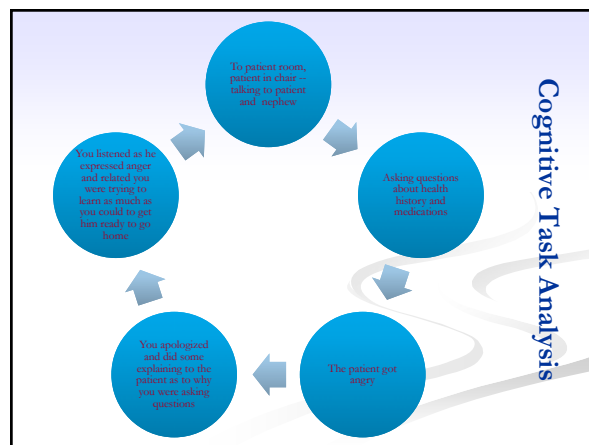 Cognitive Task Analysis
To patient room,
patient in chair –
talking to patient
and nephew
Asking questions
about health
history and
medications
The patient got
angry
You apologized
and did some
explaining to the
patient as to why
you were asking
questions
You listened as he
expressed anger
and related you
were trying to
learn as much as
you could to get
him ready to go
home